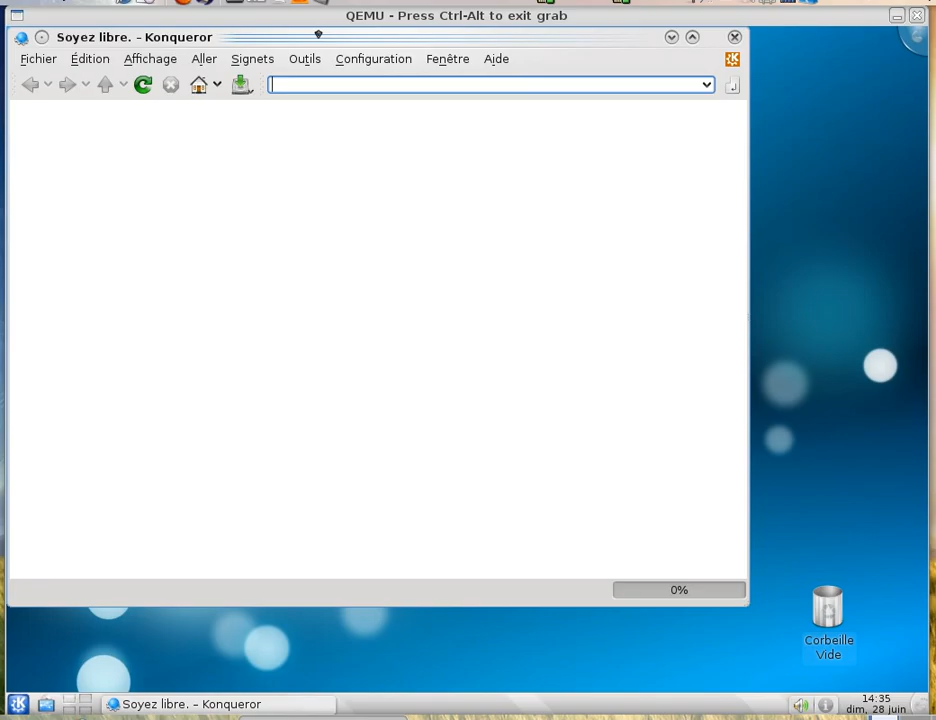 QEMU - Press Ctrl-Alt to exit grab
Soyez libre. – Konqueror
Fichier Édition Affichage Aller Signets Outils Configuration Fenêtre Aide
0%
Corbeille
Vide
Soyez libre. – Konqueror
14:35
dim, 28 juin